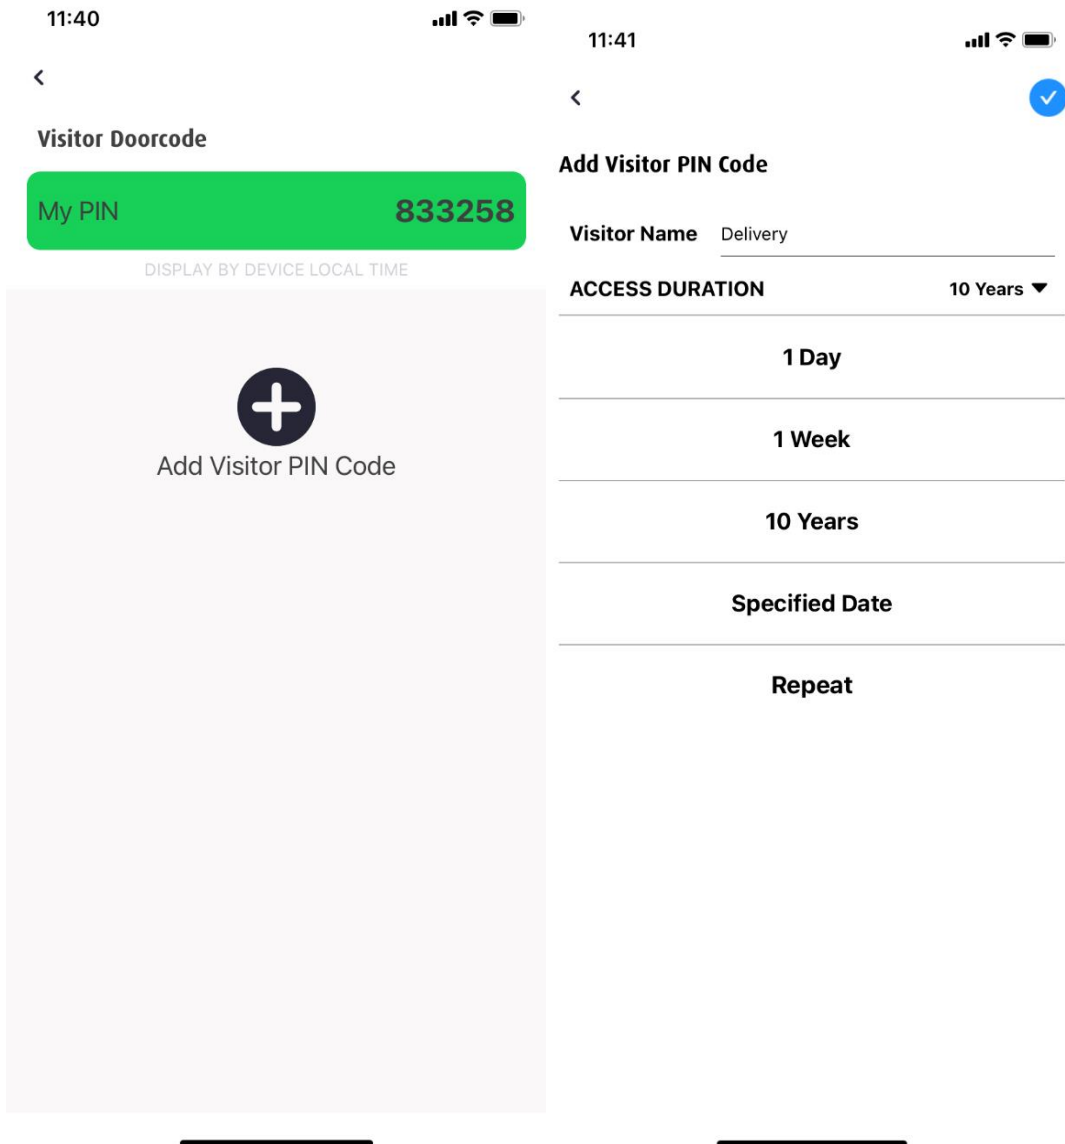 11:40
Visitor Doorcode
My PIN 833258
DISPLAY BY DEVICE LOCAL TIME
Add Visitor PIN Code
11:41
Add Visitor PIN Code
Visitor Name Delivery
ACCESS DURATION 10 Years
1 Day
1 Week
10 Years
Specified Date
Repeat